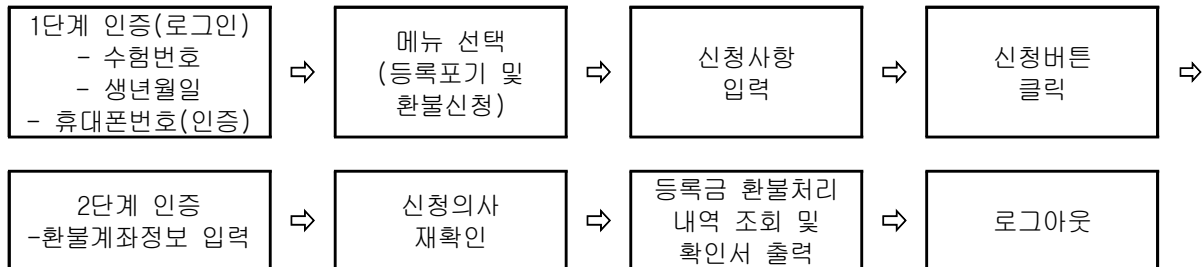 1단계 인증(로그인)
- 수험번호
- 생년월일
- 휴대폰번호(인증)
⇨
메뉴 선택
(등록포기 및
환불신청)
⇨
신청사항
입력
⇨
신청버튼
클릭
⇨
2단계 인증
-환불계좌정보 입력
⇨
신청의사
재확인
⇨
등록금 환불처리
내역 조회 및
확인서 출력
⇨
로그아웃